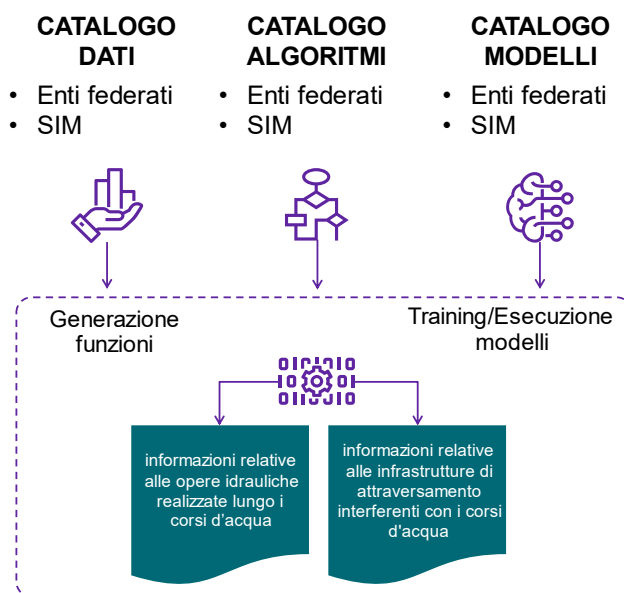 CATALOGO
DATI
• Enti federati
• SIM
CATALOGO
ALGORITMI
• Enti federati
• SIM
CATALOGO
MODELLI
• Enti federati
• SIM
Generazione
funzioni
Training/Esecuzione
modelli
informazioni relative
alle opere idrauliche
realizzate lungo i
corsi d’acqua
informazioni relative
alle infrastrutture di
attraversamento
interferenti con i corsi
d'acqua